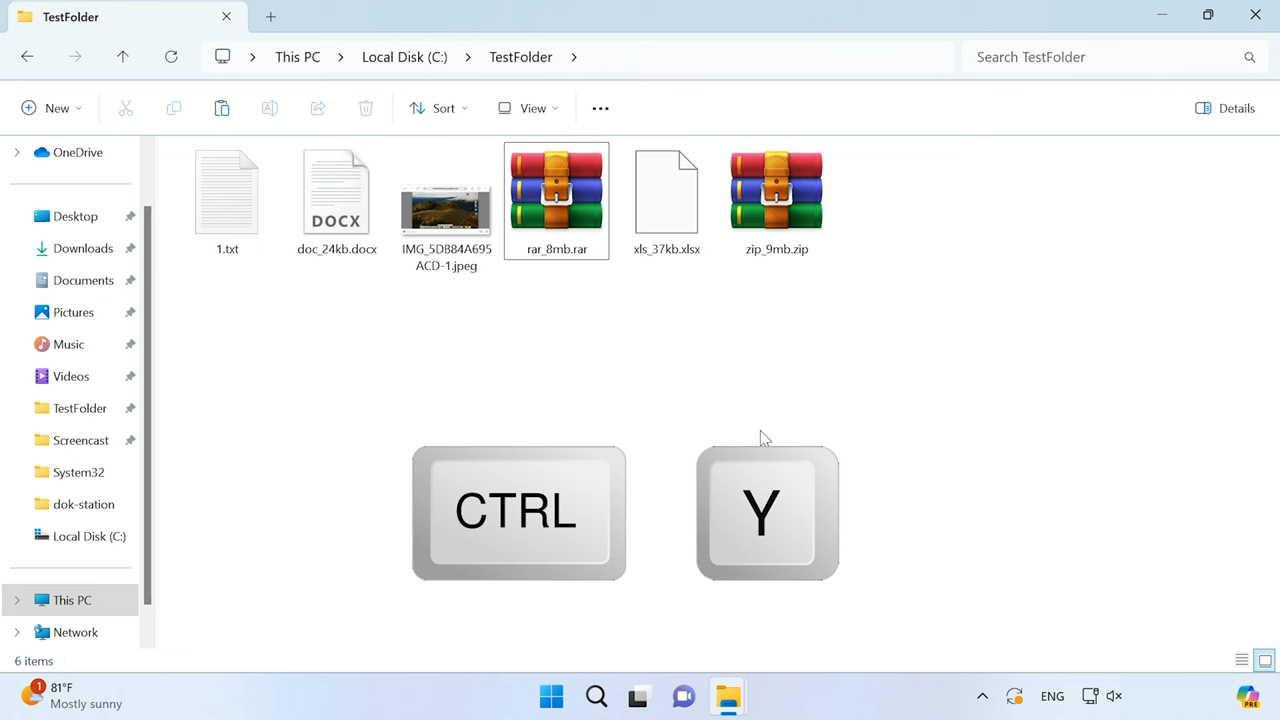 TestFolder
This PC
Local Disk (C:)
TestFolder
Search TestFolder
New
Sort
View
Details
OneDrive
Desktop
Downloads
Documents
Pictures
Music
Videos
TestFolder
Screencast
System32
dok-station
Local Disk (C:)
This PC
Network
1.txt
DOCX
doc_24kb.docx
IMG_5D884A695
ACD-1.jpeg
rar_8mb.rar
xls_37kb.xlsx
zip_9mb.zip
CTRL
Y
6 items
1
81°F
Mostly sunny
ENG
PRE